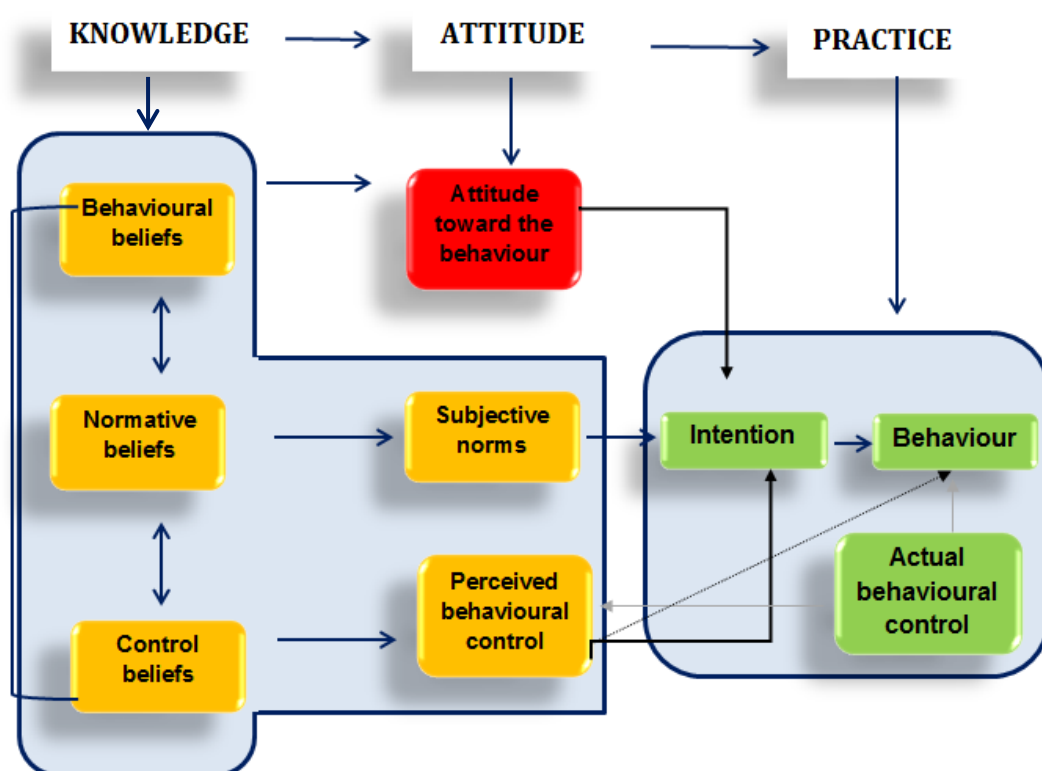 KNOWLEDGE
ATTITUDE
PRACTICE
Behavioural
beliefs
Attitude
toward the
behaviour
Normative
beliefs
Subjective
norms
Intention
Behaviour
Control
beliefs
Perceived
behavioural
control
Actual
behavioural
control